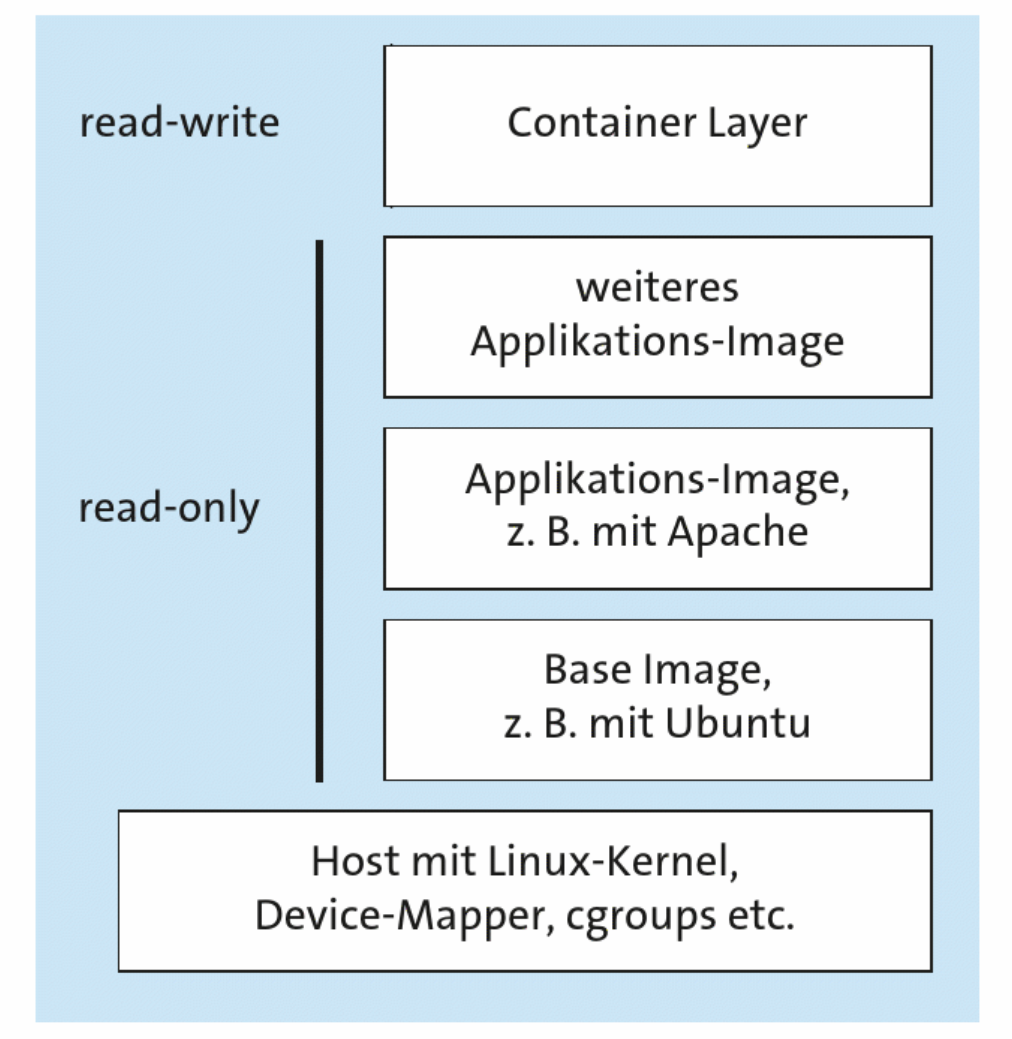 read-write
Container Layer
weiteres
Applikations-Image
read-only
Applikations-Image,
z. B. mit Apache
Base Image,
z. B. mit Ubuntu
Host mit Linux-Kernel,
Device-Mapper, cgroups etc.